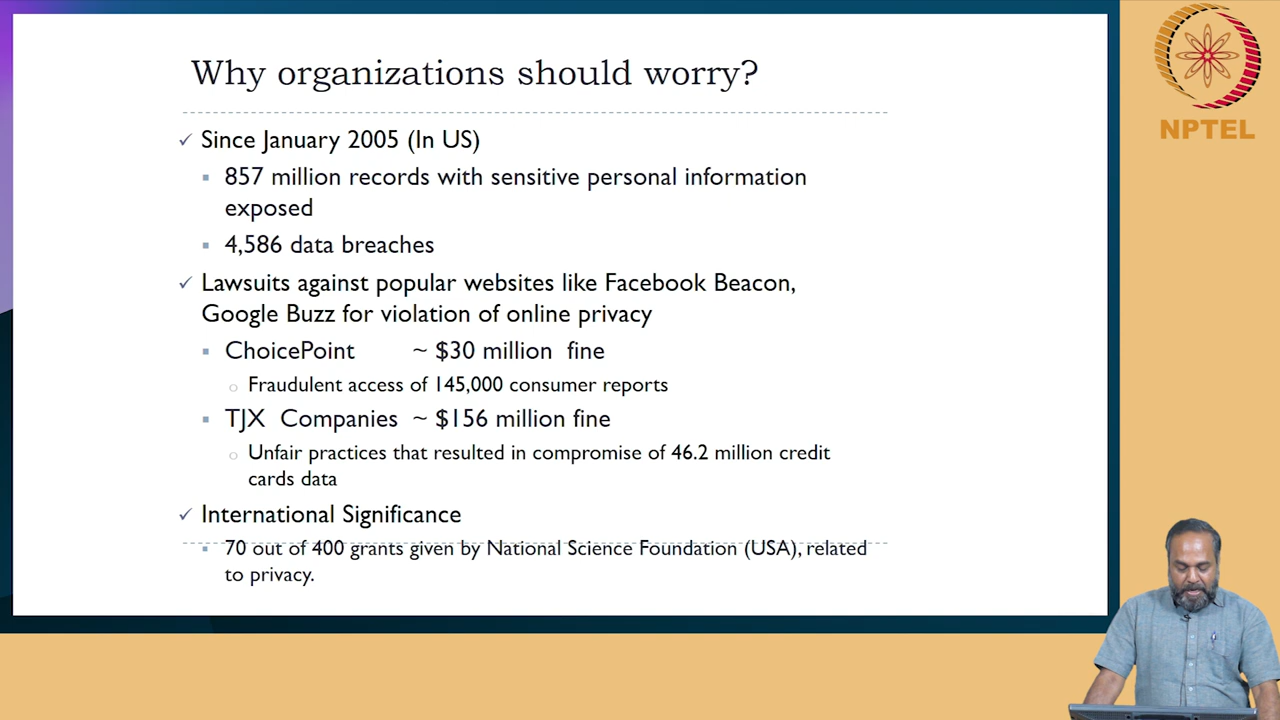 Why organizations should worry?
NPTEL
✓ Since January 2005 (In US)
▪ 857 million records with sensitive personal information
exposed
▪ 4,586 data breaches
✓ Lawsuits against popular websites like Facebook Beacon,
Google Buzz for violation of online privacy
▪ ChoicePoint ~ $30 million fine
○ Fraudulent access of 145,000 consumer reports
▪ TJX Companies ~ $156 million fine
○ Unfair practices that resulted in compromise of 46.2 million credit
cards data
✓ International Significance
▪ 70 out of 400 grants given by National Science Foundation (USA), related
to privacy.